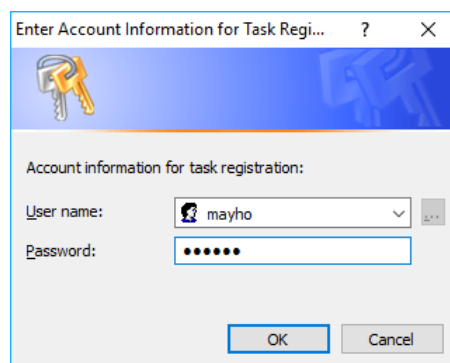 Enter Account Information for Task Regi...
Account information for task registration:
User name: mayho ...
Password: ••••••
OK Cancel